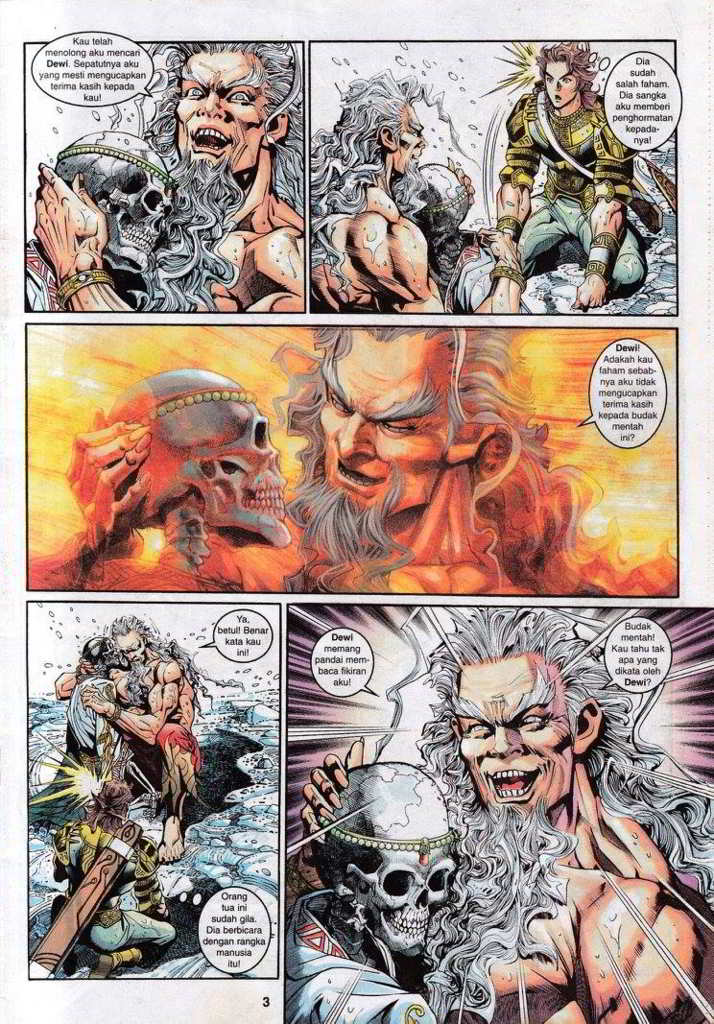 Kau telah
menolong aku mencari
Dewi. Sepatutnya aku
yang mesti mengucapkan
terima kasih kepada
kau!
Dia
sudah
salah faham.
Dia sangka
aku memberi
penghormatan
kepada-
nya!
Dewi!
Adakah kau
faham sebab-
nya aku tidak
mengucapkan
terima kasih
kepada budak
mentah
ini?
Ya,
betul! Benar
kata kau
ini!
Orang
tua ini
sudah gila.
Dia berbicara
dengan rangka
manusia
itu!
Dewi
memang
pandai mem-
baca fikiran
aku!
Budak
mentah!
Kau tahu tak
apa yang
dikata oleh
Dewi?
3